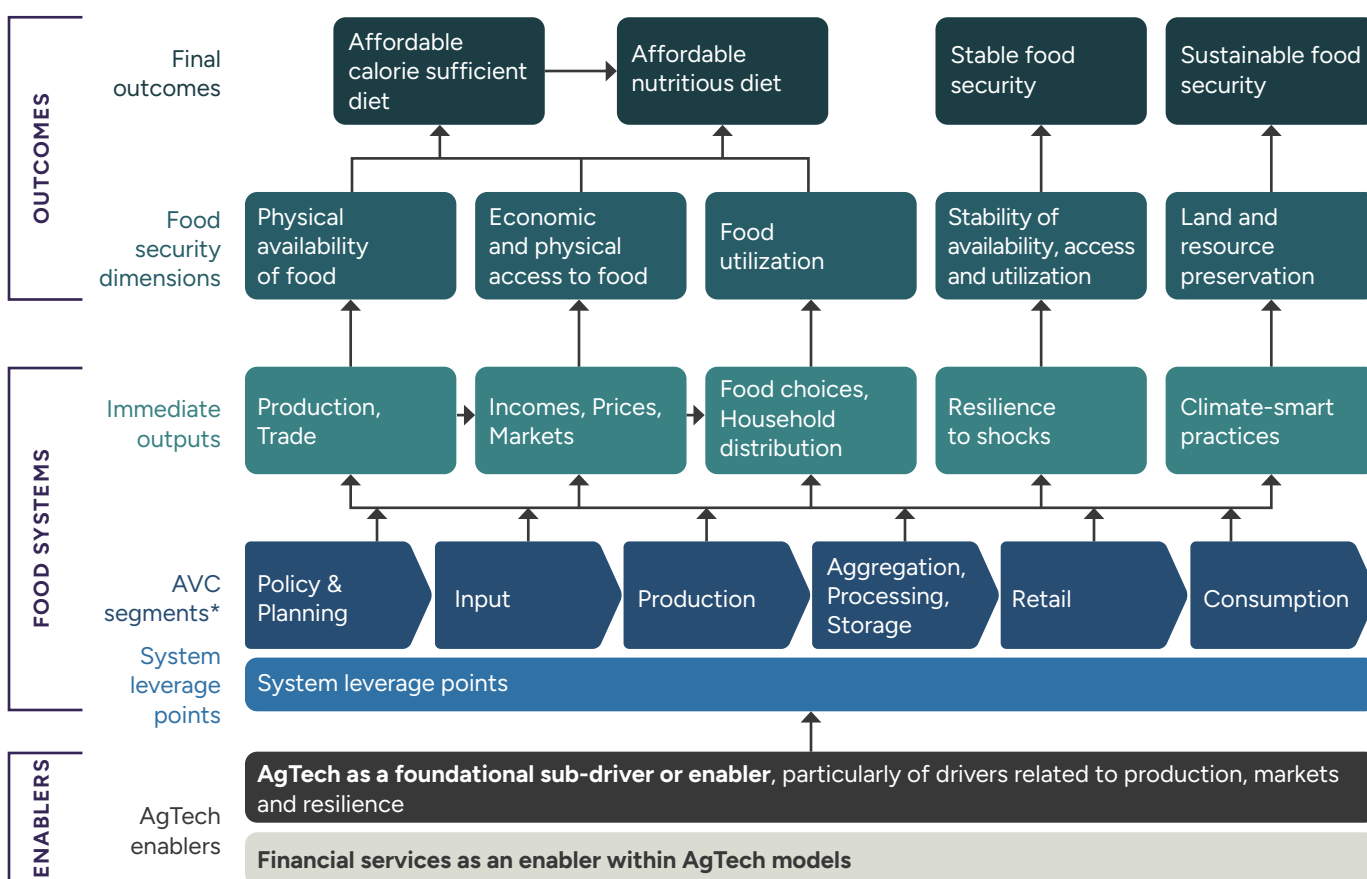 OUTCOMES
Final
outcomes
Affordable
calorie sufficient
diet
Affordable
nutritious diet
Stable food
security
Sustainable food
security
Food
security
dimensions
Physical
availability
of food
Economic
and physical
access to food
Food
utilization
Stability of
availability, access
and utilization
Land and
resource
preservation
FOOD SYSTEMS
Immediate
outputs
Production,
Trade
Incomes, Prices,
Markets
Food choices,
Household
distribution
Resilience
to shocks
Climate-smart
practices
AVC
segments*
Policy &
Planning
Input
Production
Aggregation,
Processing,
Storage
Retail
Consumption
System
leverage
points
System leverage points
ENABLERS
AgTech
enablers
AgTech as a foundational sub-driver or enabler, particularly of drivers related to production, markets
and resilience
Financial services as an enabler within AgTech models